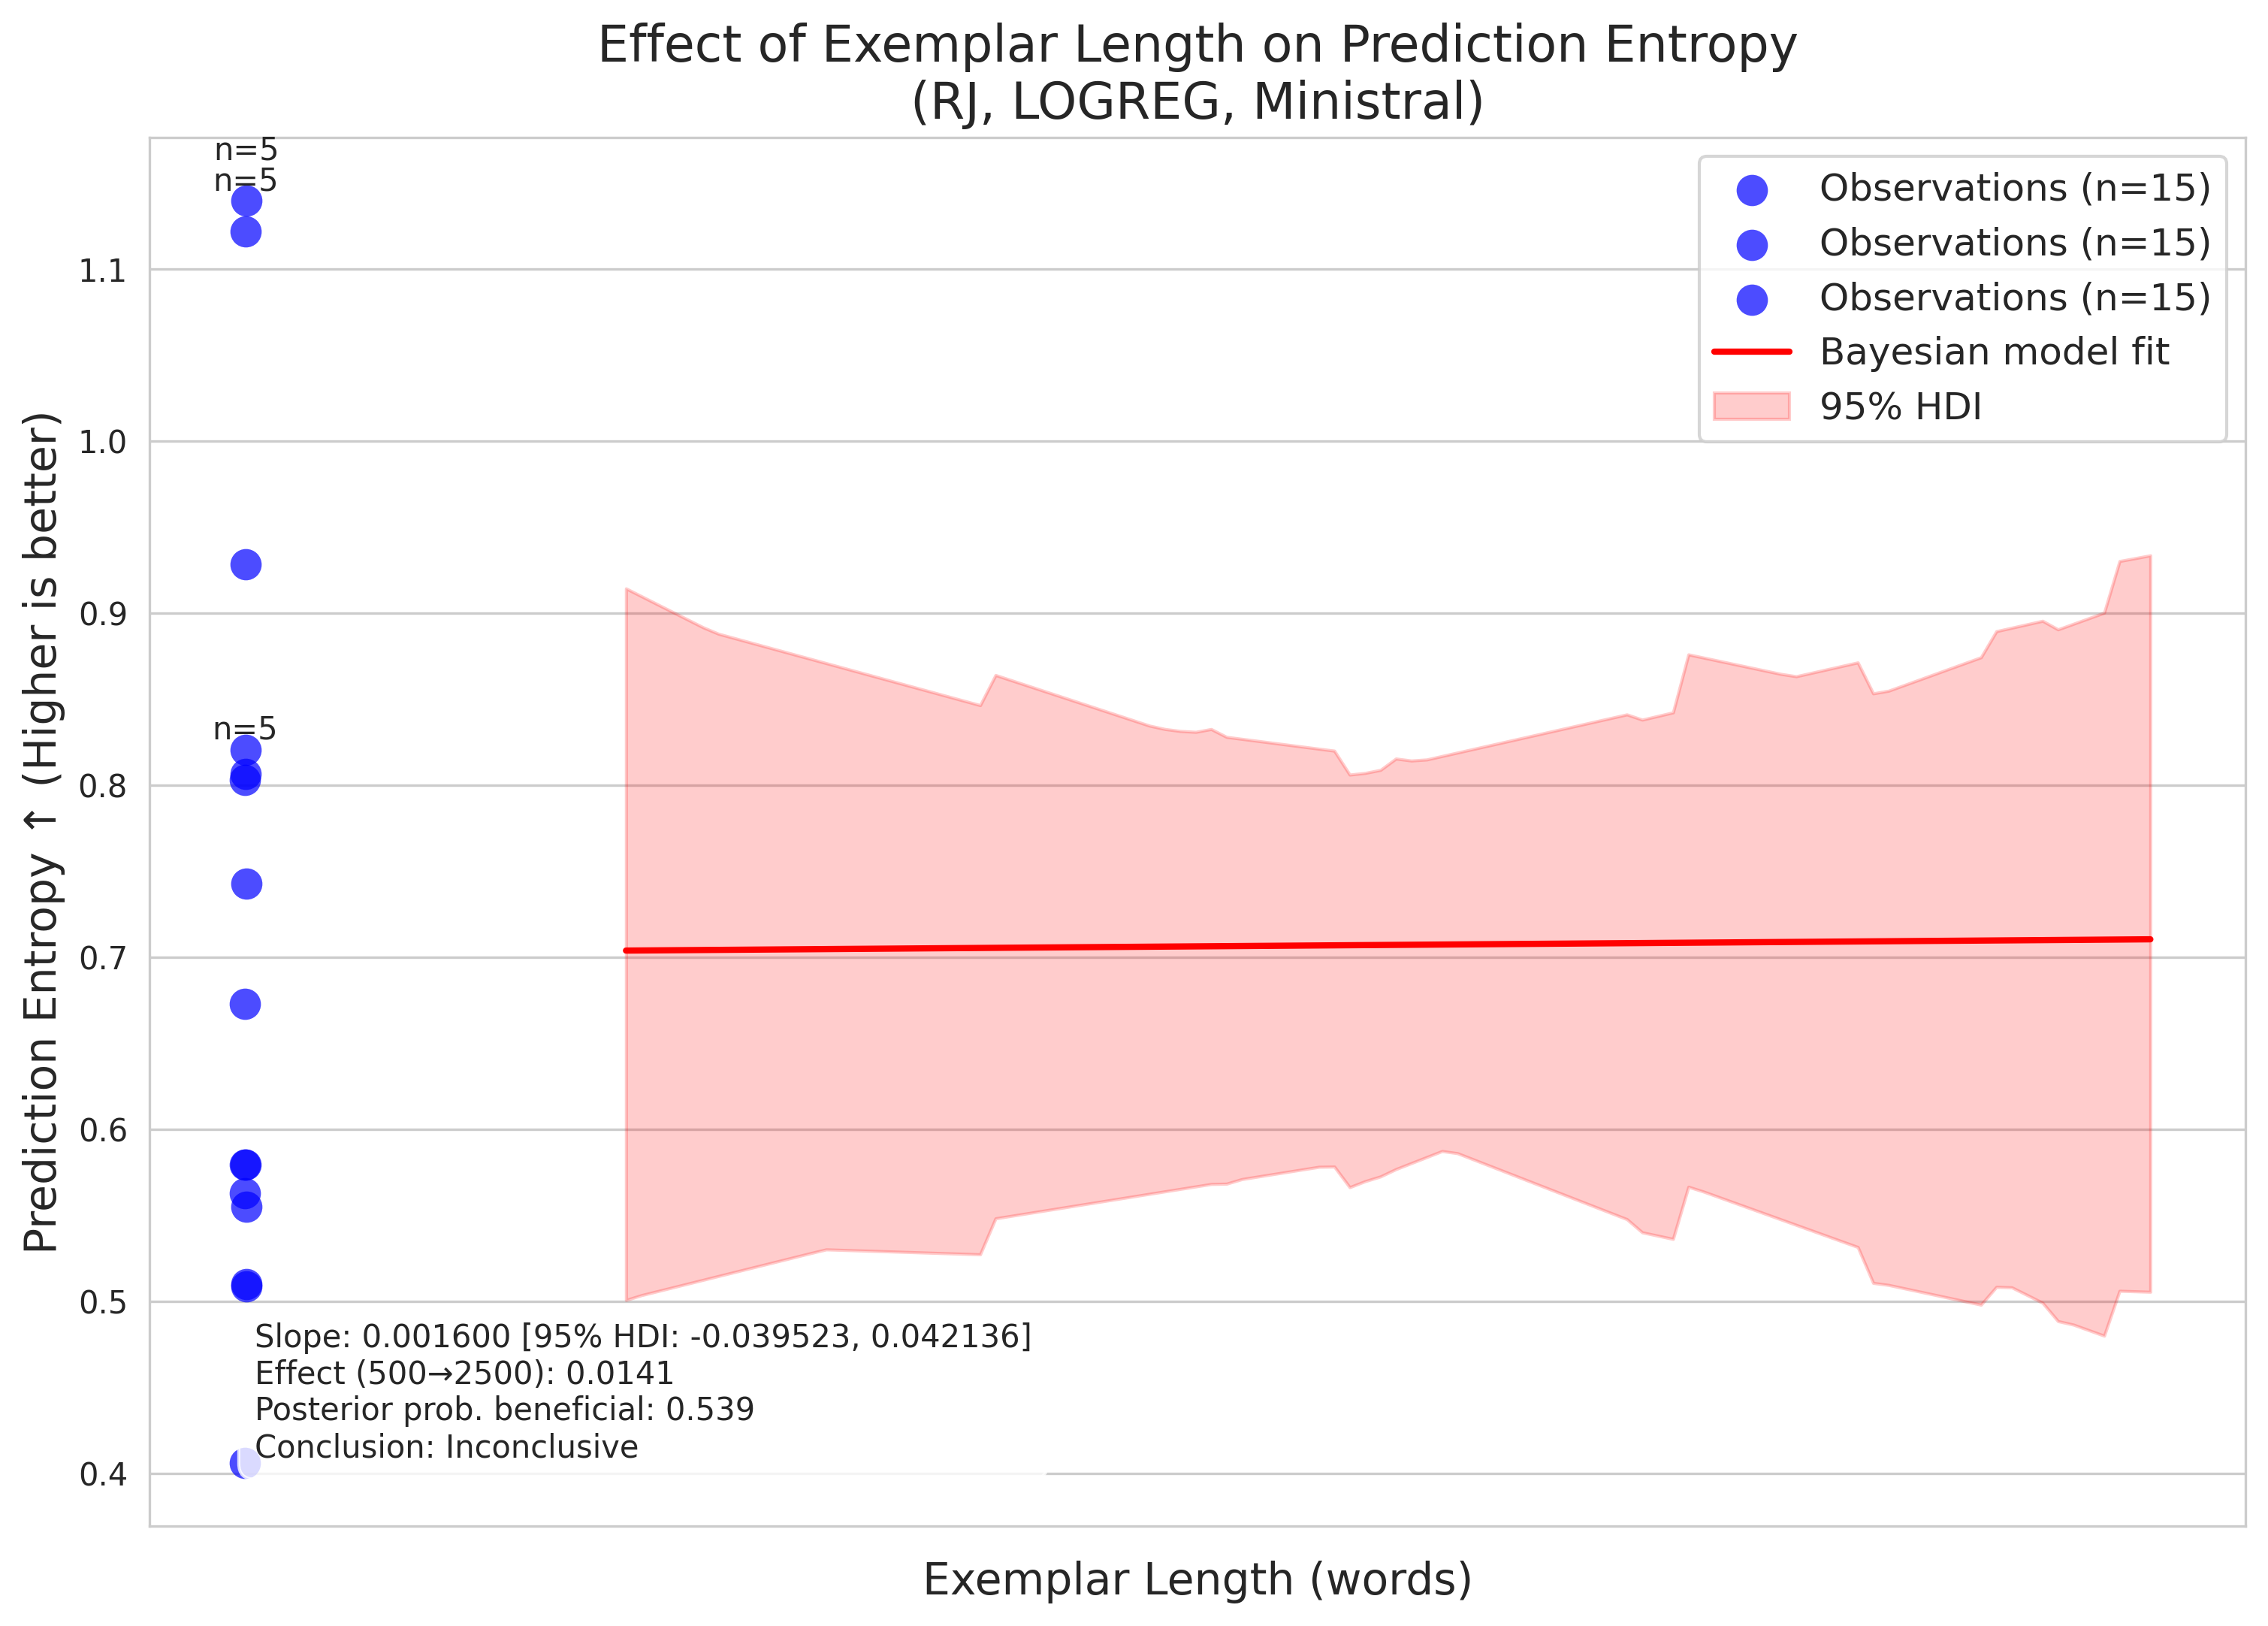 Effect of Exemplar Length on Prediction Entropy
(RJ, LOGREG, Ministral)
n=5
n=5
n=5
Observations (n=15)
Observations (n=15)
Observations (n=15)
Bayesian model fit
95% HDI
1.1
1.0
0.9
0.8
0.7
0.6
0.5
0.4
Prediction Entropy ↑ (Higher is better)
Slope: 0.001600 [95% HDI: -0.039523, 0.042136]
Effect (500→2500): 0.0141
Posterior prob. beneficial: 0.539
Conclusion: Inconclusive
Exemplar Length (words)